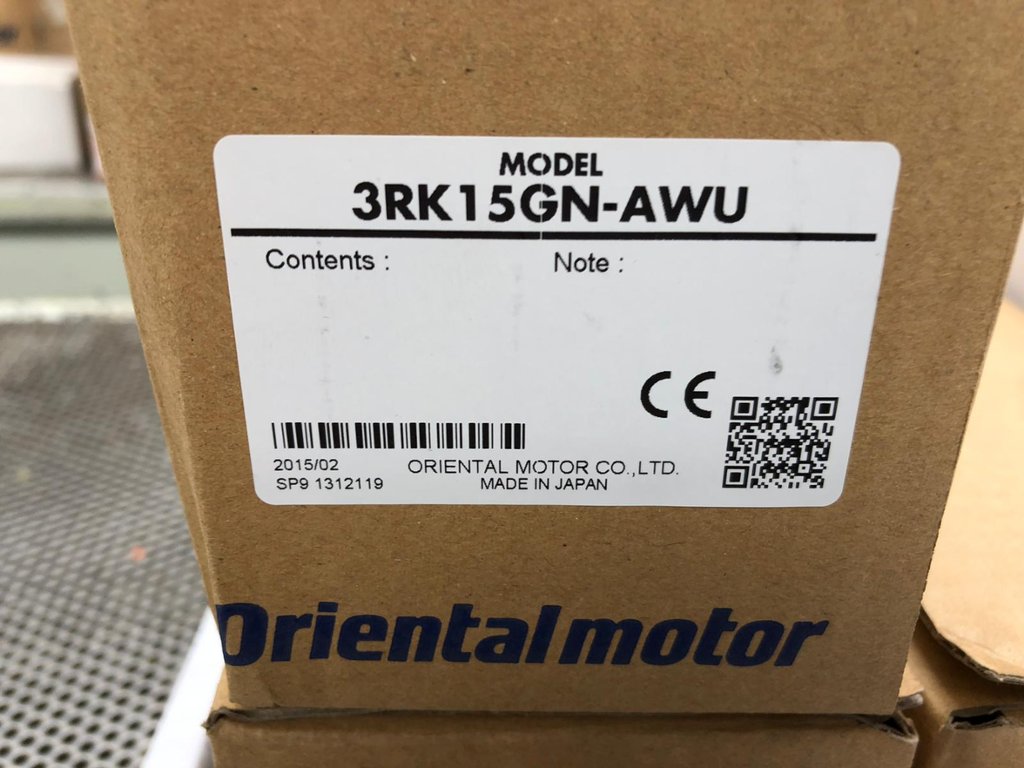 MODEL
3RK15GN-AWU
Contents :
Note :
CE
2015/02
ORIENTAL MOTOR CO.,LTD.
SP9 1312119
MADE IN JAPAN
Orientalmotor